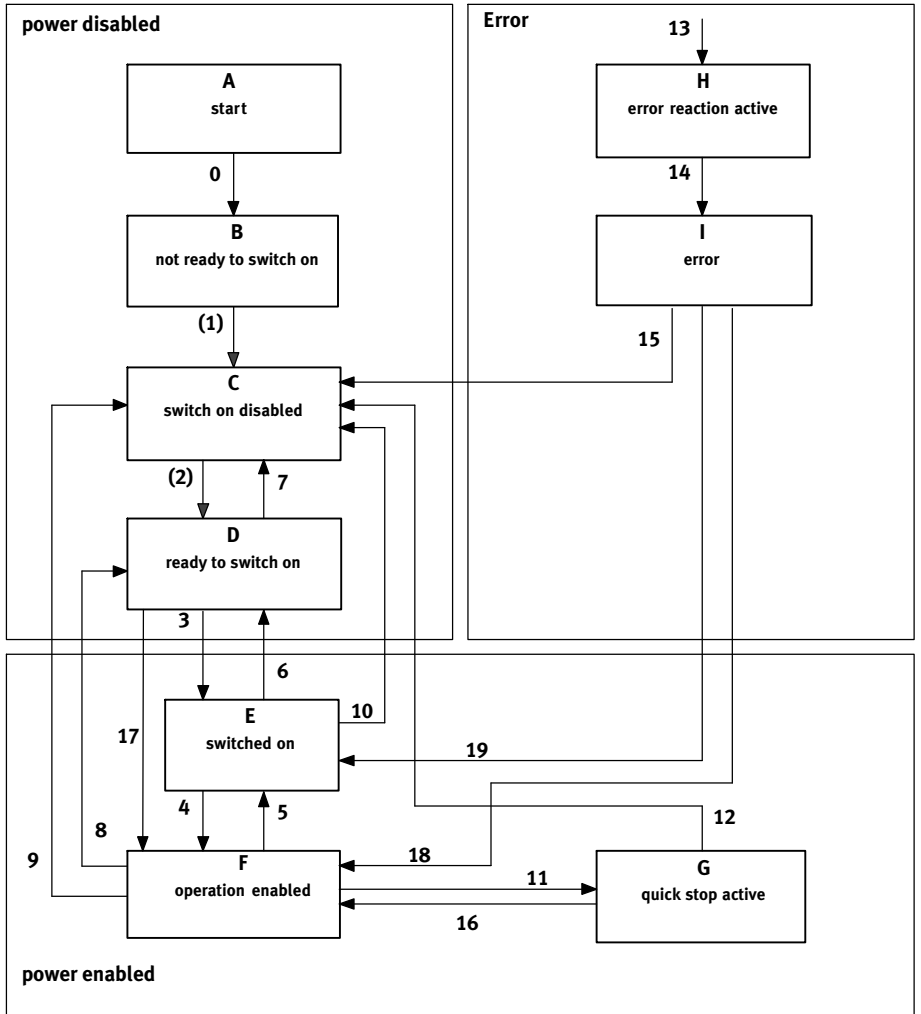 power disabled
A
start
0
B
not ready to switch on
(1)
C
switch on disabled
(2)
7
D
ready to switch on
3
6
17
8
9
E
switched on
10
4
5
F
operation enabled
Error
13
H
error reaction active
14
I
error
15
19
18
12
11
16
G
quick stop active
power enabled